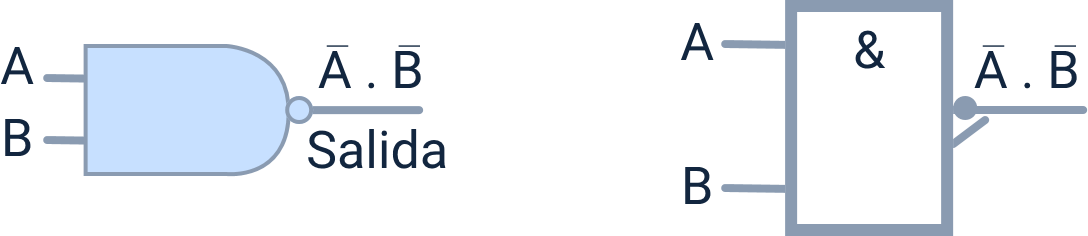 A
B
A̅ . B̅
Salida
A
B
&
A̅ . B̅